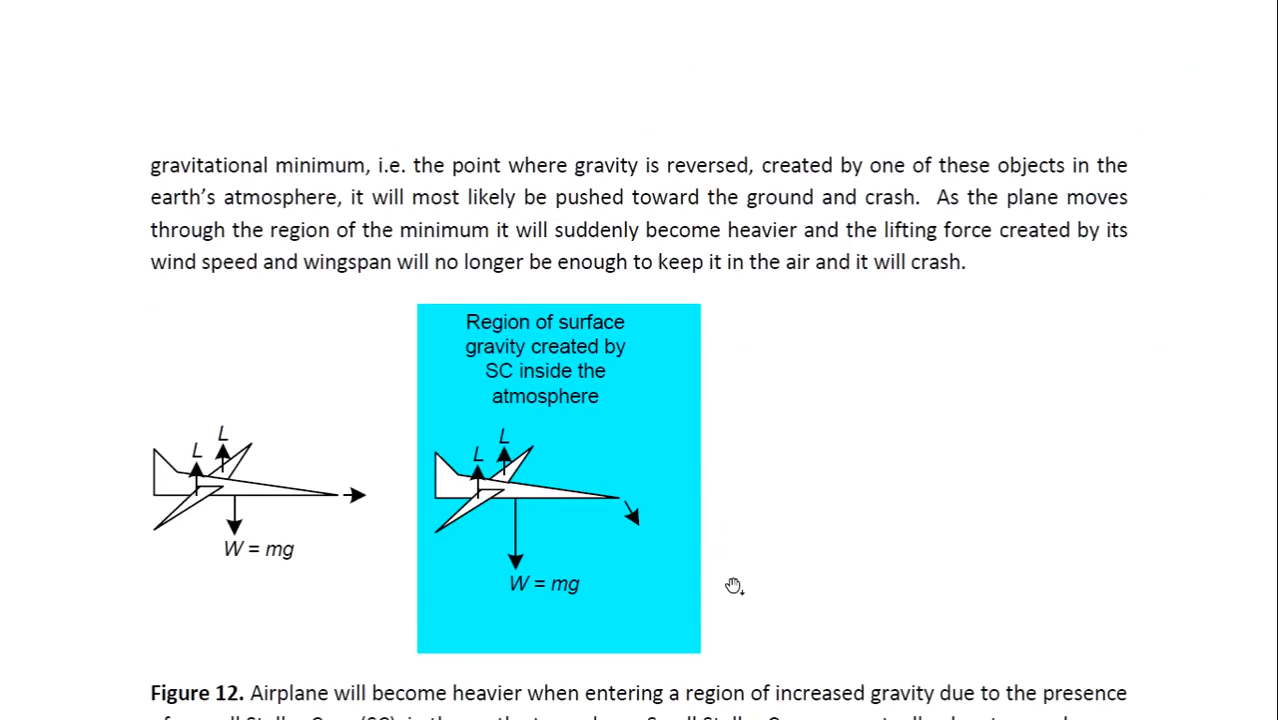 gravitational minimum, i.e. the point where gravity is reversed, created by one of these objects in the
earth’s atmosphere, it will most likely be pushed toward the ground and crash. As the plane moves
through the region of the minimum it will suddenly become heavier and the lifting force created by its
wind speed and wingspan will no longer be enough to keep it in the air and it will crash.
Region of surface
gravity created by
SC inside the
atmosphere
L
L
W = mg
L
L
W = mg
Figure 12. Airplane will become heavier when entering a region of increased gravity due to the presence